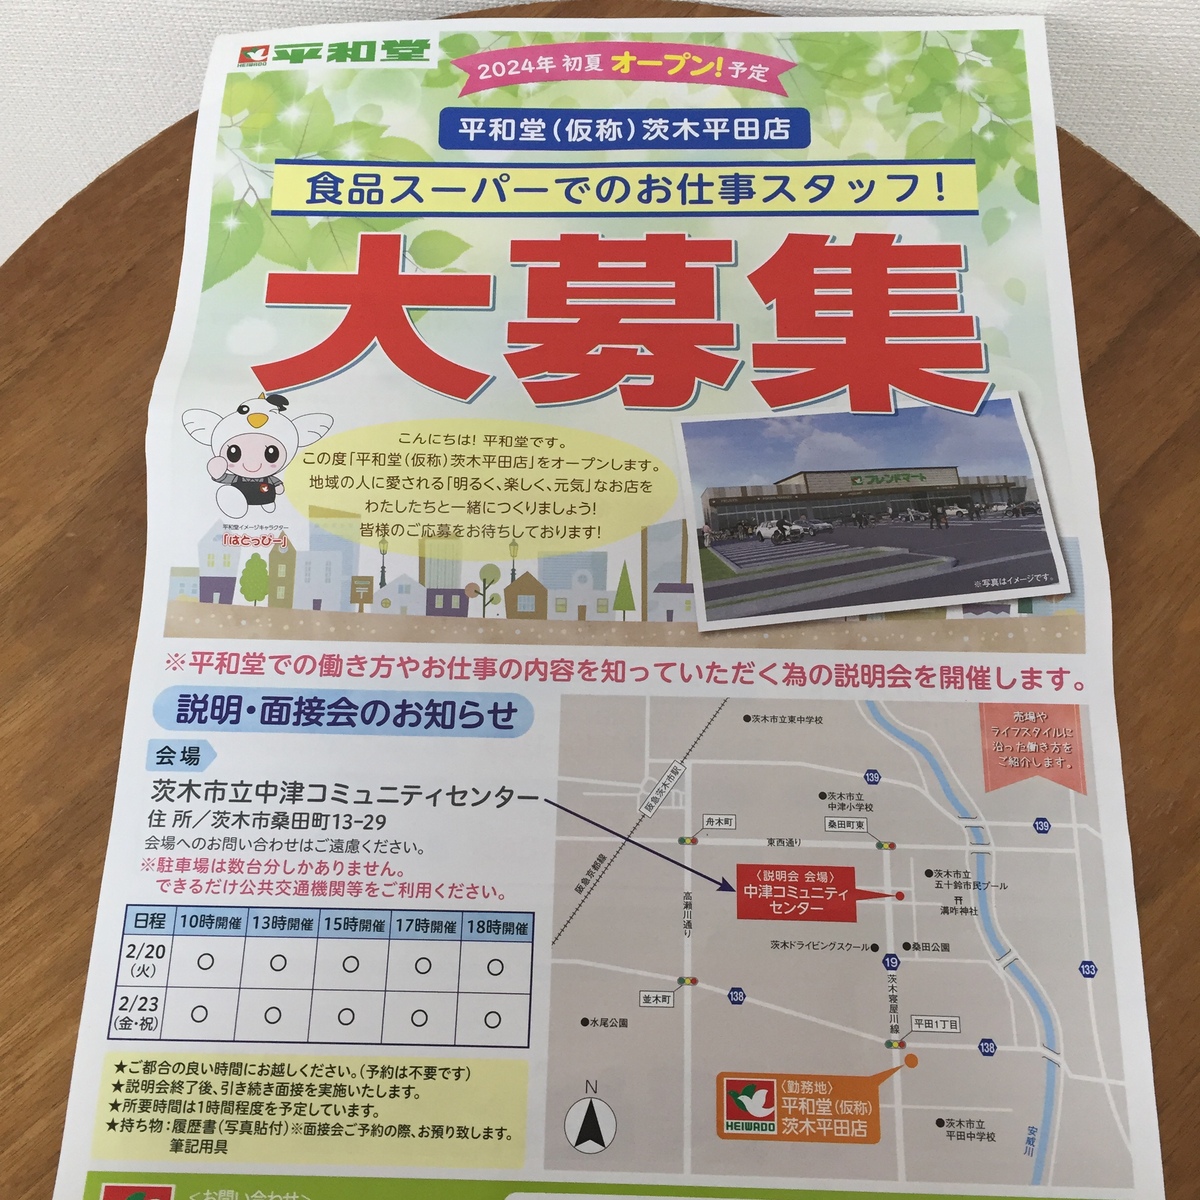 HEIWADO 平和堂
2024年 初夏 オープン!予定
平和堂(仮称)茨木平田店
食品スーパーでのお仕事スタッフ!
大募集
こんにちは! 平和堂です。
この度「平和堂(仮称)茨木平田店」をオープンします。
地域の人に愛される「明るく、楽しく、元気」なお店を
わたしたちと一緒につくりましょう!
皆様のご応募をお待ちしております!
平和堂イメージキャラクター
「はとっぴー」
フレンドマート
※写真はイメージです。
※平和堂での働き方やお仕事の内容を知っていただく為の説明会を開催します。
説明・面接会のお知らせ
会場
茨木市立中津コミュニティセンター
住 所/茨木市桑田町13-29
会場へのお問い合わせはご遠慮ください。
※駐車場は数台分しかありません。
できるだけ公共交通機関等をご利用ください。
日程 10時開催 13時開催 15時開催 17時開催 18時開催
2/20(火) ○ ○ ○ ○ ○
2/23(金・祝) ○ ○ ○ ○ ○
★ご都合の良い時間にお越しください。(予約は不要です)
★説明会終了後、引き続き面接を実施いたします。
★所要時間は1時間程度を予定しています。
★持ち物:履歴書(写真貼付)※面接会ご予約の際、お預り致します。
筆記用具
売場や
ライフスタイルに
沿った働き方を
ご紹介します。
●茨木市立東中学校
阪急茨木市駅
139
●茨木市立
中津小学校
舟木町
桑田町東
139
東西通り
阪急京都線
〈説明会 会場〉
中津コミュニティ
センター
●茨木市立
五十鈴市民プール
溝咋神社
高瀬川通り
茨木ドライビングスクール●
●桑田公園
19
133
茨木寝屋川線
並木町
138
●水尾公園
平田1丁目
138
N
HEIWADO
〈勤務地〉
平和堂(仮称)
茨木平田店
●茨木市立
平田中学校
安威川
＜お問い合わせ＞